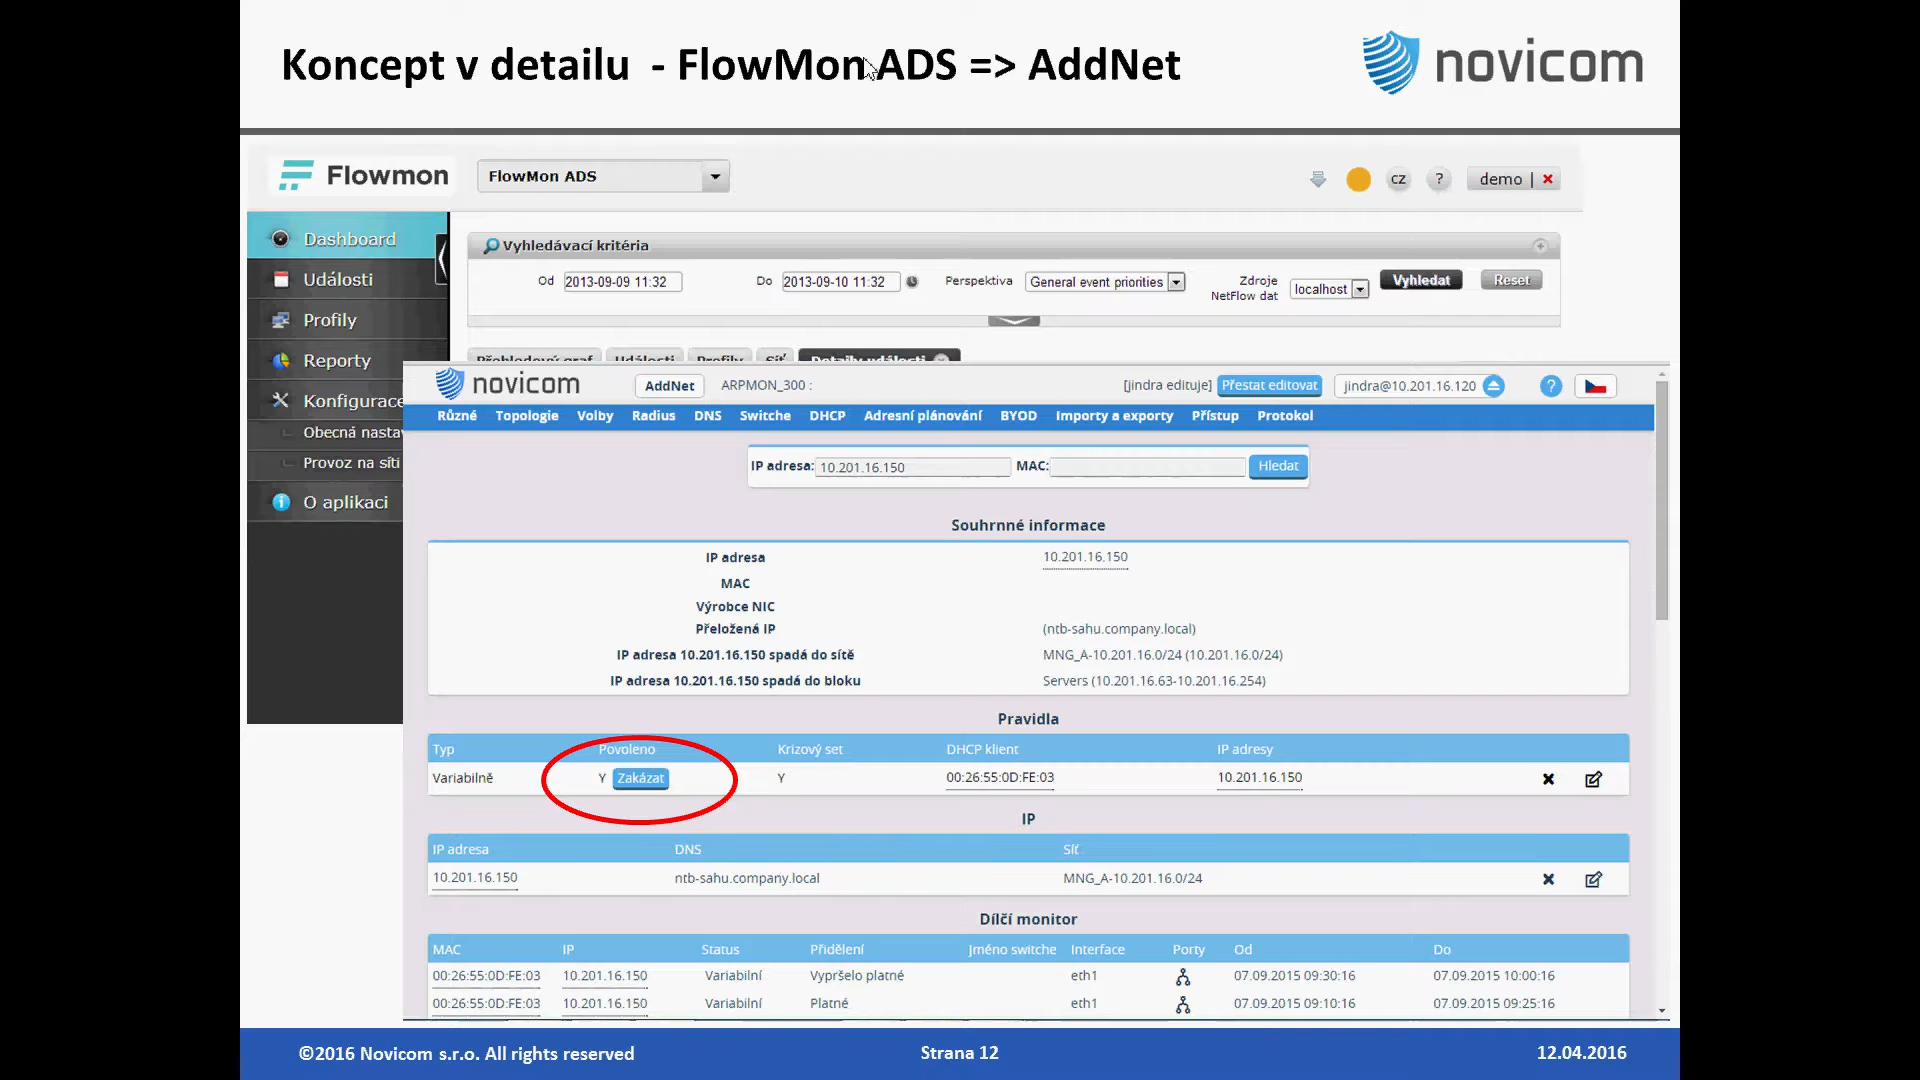 Koncept v detailu - FlowMon ADS => AddNet
novicom
Flowmon
FlowMon ADS
cz
?
demo |
Dashboard
Události
Profily
Reporty
Konfigurace
Obecná nasta
Provoz na síti
O aplikaci
Vyhledávací kritéria
Od 2013-09-09 11:32 Do 2013-09-10 11:32 Perspektiva General event priorities Zdroje NetFlow dat localhost Vyhledat Reset
Přehledový graf Události Profily Síť Detaily události
novicom AddNet ARPMON_300 : [jindra edituje] Přestat editovat jindra@10.201.16.120 ?
Různé Topologie Volby Radius DNS Switche DHCP Adresní plánování BYOD Importy a exporty Přístup Protokol
IP adresa: 10.201.16.150 MAC: Hledat
Souhrnné informace
IP adresa 10.201.16.150
MAC
Výrobce NIC
Přeložená IP (ntb-sahu.company.local)
IP adresa 10.201.16.150 spadá do sítě MNG_A-10.201.16.0/24 (10.201.16.0/24)
IP adresa 10.201.16.150 spadá do bloku Servers (10.201.16.63-10.201.16.254)
Pravidla
Typ Povoleno Krizový set DHCP klient IP adresy
Variabilně Y Zakázat Y 00:26:55:0D:FE:03 10.201.16.150
IP
IP adresa DNS Síť
10.201.16.150 ntb-sahu.company.local MNG_A-10.201.16.0/24
Dílčí monitor
MAC IP Status Přidělení Jméno switche Interface Porty Od Do
00:26:55:0D:FE:03 10.201.16.150 Variabilní Vypršelo platné eth1 07.09.2015 09:30:16 07.09.2015 10:00:16
00:26:55:0D:FE:03 10.201.16.150 Variabilní Platné eth1 07.09.2015 09:10:16 07.09.2015 09:25:16
©2016 Novicom s.r.o. All rights reserved
Strana 12
12.04.2016